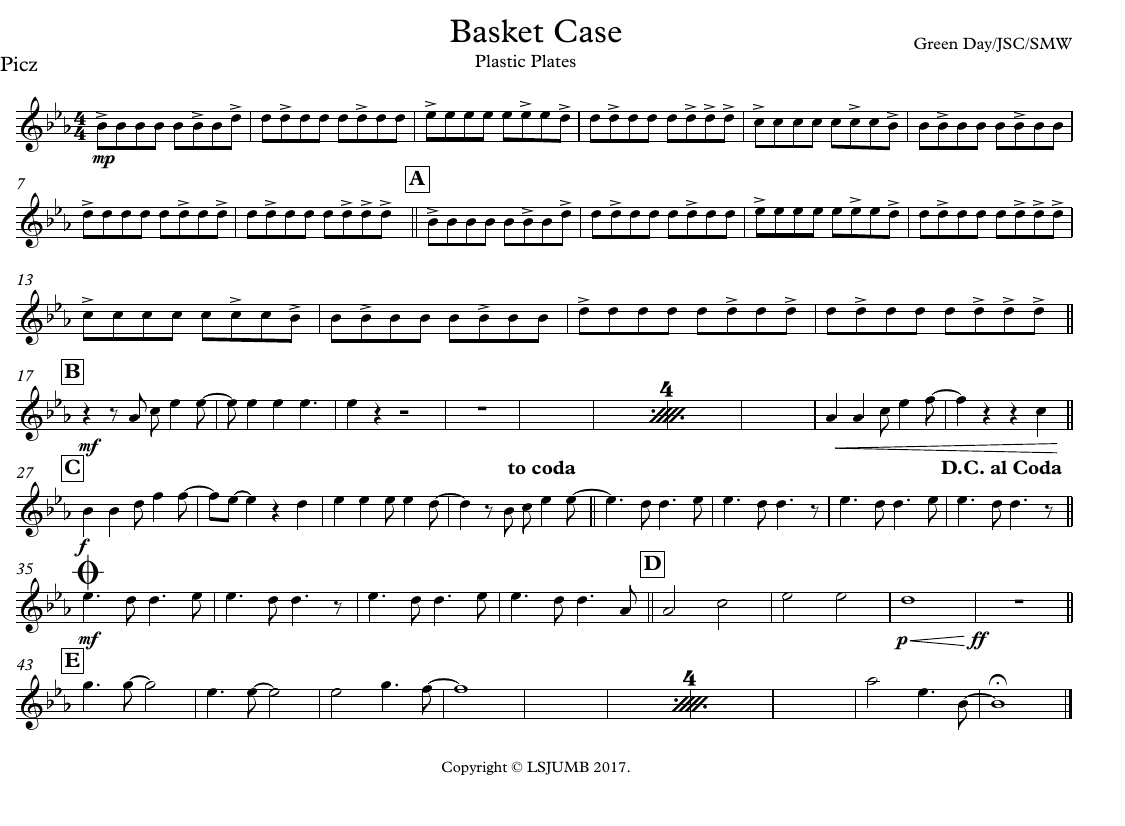 Basket Case
Plastic Plates
Green Day/JSC/SMW
Picz
4
4
mp
7
A
13
17
B
mf
4
27
C
to coda
D.C. al Coda
f
35
D
mf
p
ff
43
E
4
Copyright © LSJUMB 2017.